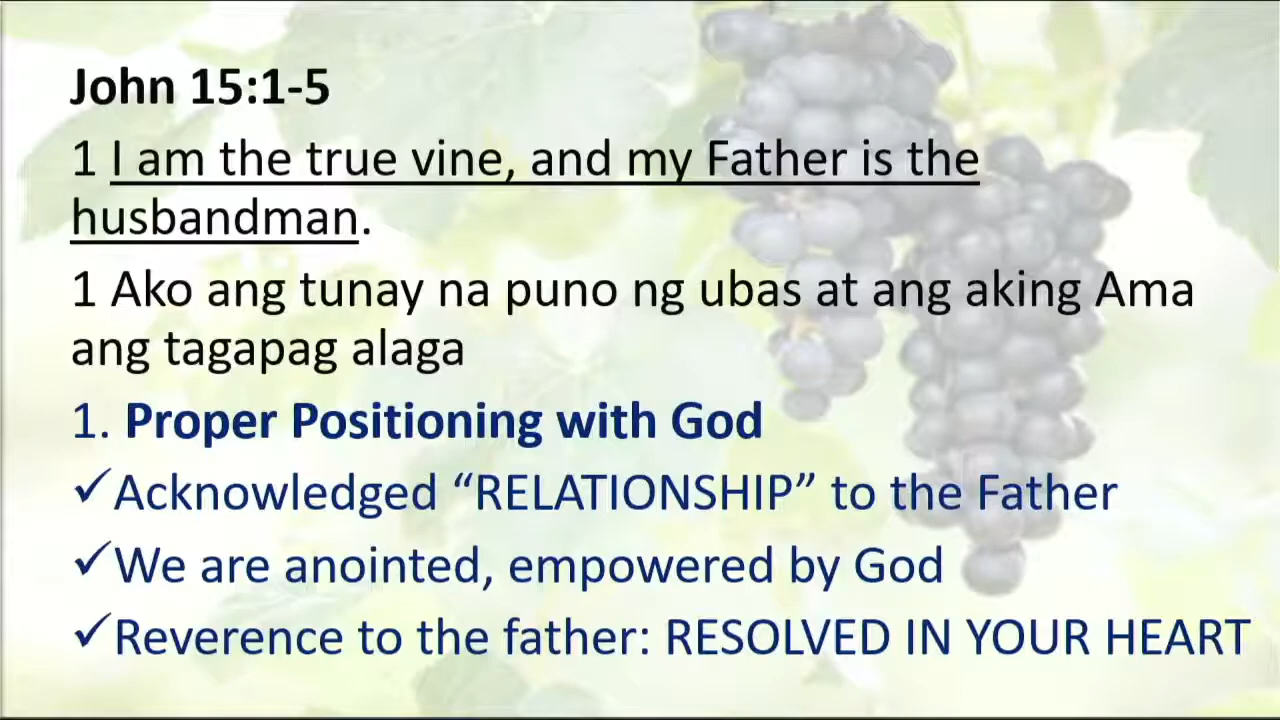 John 15:1-5
1 I am the true vine, and my Father is the
husbandman.
1 Ako ang tunay na puno ng ubas at ang aking Ama
ang tagapag alaga
1. Proper Positioning with God
✓Acknowledged “RELATIONSHIP” to the Father
✓We are anointed, empowered by God
✓Reverence to the father: RESOLVED IN YOUR HEART